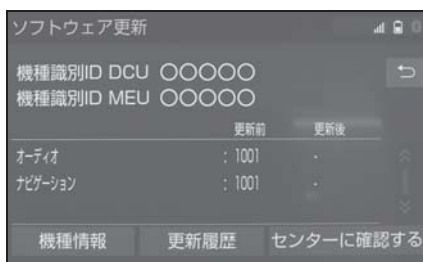 ソフトウェア更新
機種識別ID DCU ○○○○○
機種識別ID MEU ○○○○○
更新前 更新後
オーディオ : 1001 -
ナビゲーション : 1001 -
機種情報 更新履歴 センターに確認する